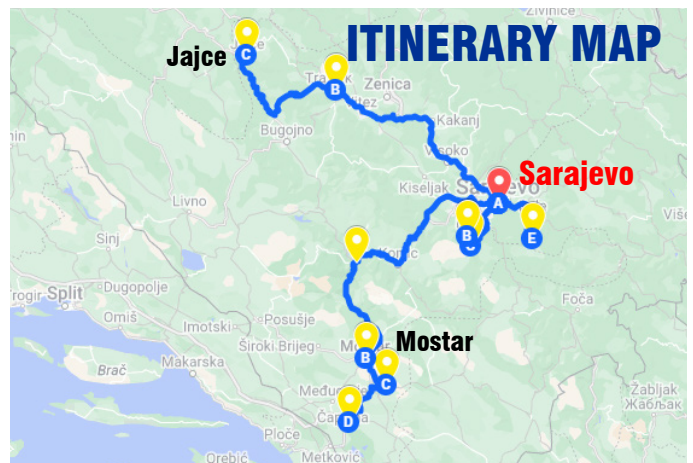 ITINERARY MAP
Jajce
C
B
Zenica
Bugojno
Kakanj
Visoko
Kiseljak
Sarajevo
A
B
E
Livno
Sinj
Dugopolje
Split
Omiš
Imotski
Posušje
Foča
Široki Brijeg
Mostar
B
C
Makarska
Brač
D
Ploče
Metković
Orebić
Žabljak
Жабљак